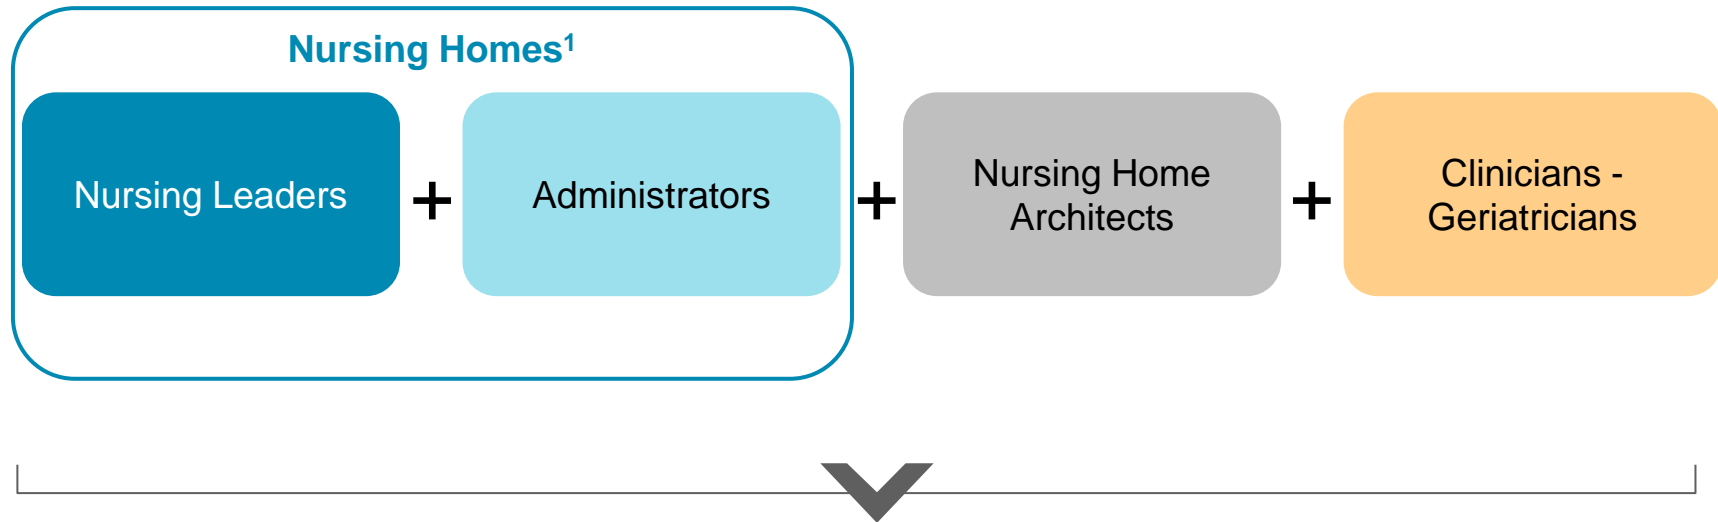 Nursing Homes¹
Nursing Leaders
+
Administrators
+
Nursing Home
Architects
+
Clinicians -
Geriatricians